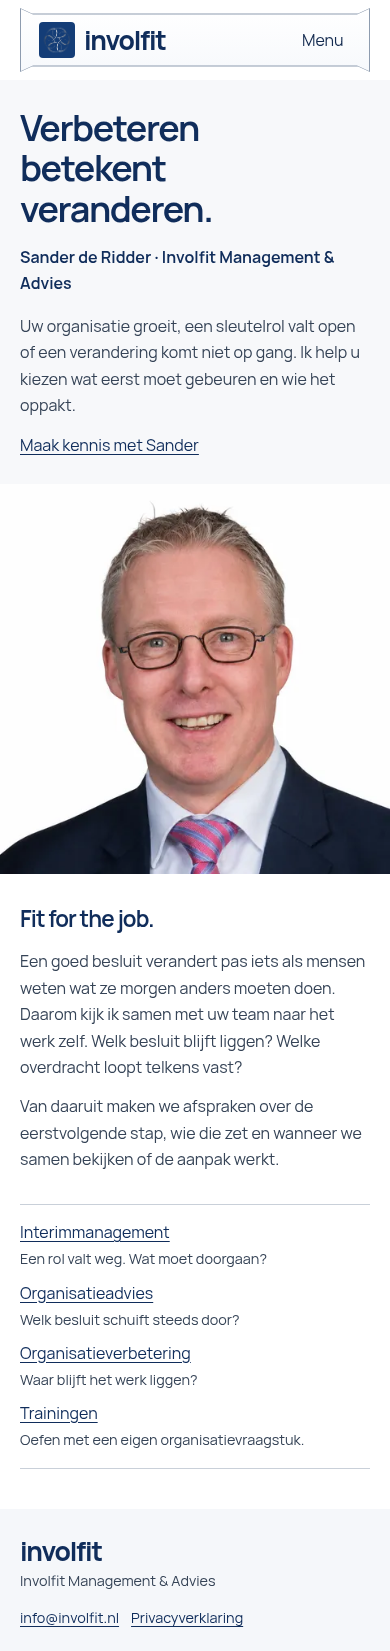 involfit
Menu
Verbeteren
betekent
veranderen.
Sander de Ridder · Involfit Management &
Advies
Uw organisatie groeit, een sleutelrol valt open
of een verandering komt niet op gang. Ik help u
kiezen wat eerst moet gebeuren en wie het
oppakt.
Maak kennis met Sander
Fit for the job.
Een goed besluit verandert pas iets als mensen
weten wat ze morgen anders moeten doen.
Daarom kijk ik samen met uw team naar het
werk zelf. Welk besluit blijft liggen? Welke
overdracht loopt telkens vast?
Van daaruit maken we afspraken over de
eerstvolgende stap, wie die zet en wanneer we
samen bekijken of de aanpak werkt.
Interimmanagement
Een rol valt weg. Wat moet doorgaan?
Organisatieadvies
Welk besluit schuift steeds door?
Organisatieverbetering
Waar blijft het werk liggen?
Trainingen
Oefen met een eigen organisatievraagstuk.
involfit
Involfit Management & Advies
info@involfit.nl Privacyverklaring